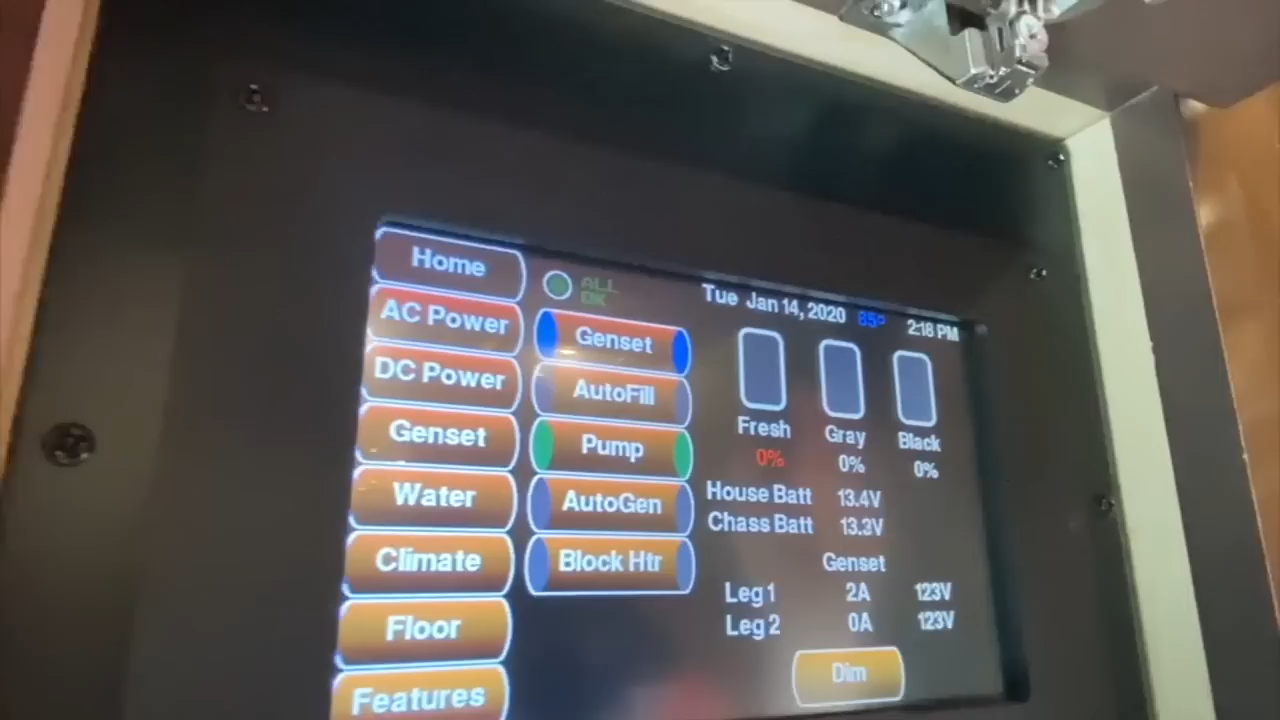 Home
AC Power
DC Power
Genset
Water
Climate
Floor
Features
ALL
OK
Genset
AutoFill
Pump
AutoGen
Block Htr
Tue Jan 14, 2020 85° 2:18 PM
Fresh Gray Black
0% 0% 0%
House Batt 13.4V
Chass Batt 13.3V
Genset
Leg 1 2A 123V
Leg 2 0A 123V
Dim